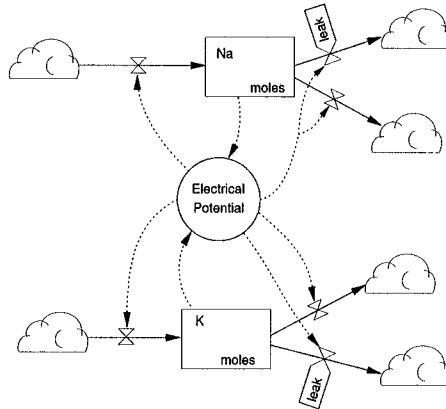 leak
Na
moles
Electrical
Potential
K
moles
leak